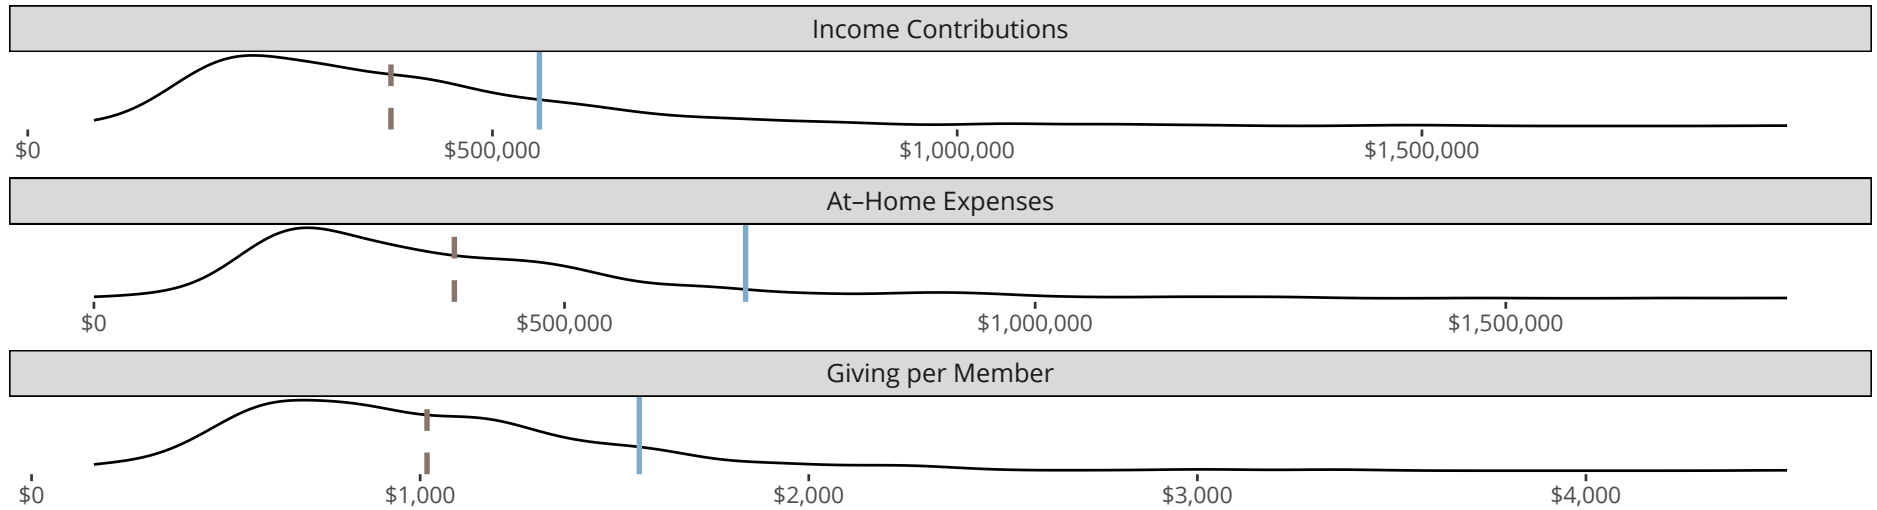 Income Contributions
$0 $500,000 $1,000,000 $1,500,000
At–Home Expenses
$0 $500,000 $1,000,000 $1,500,000
Giving per Member
$0 $1,000 $2,000 $3,000 $4,000